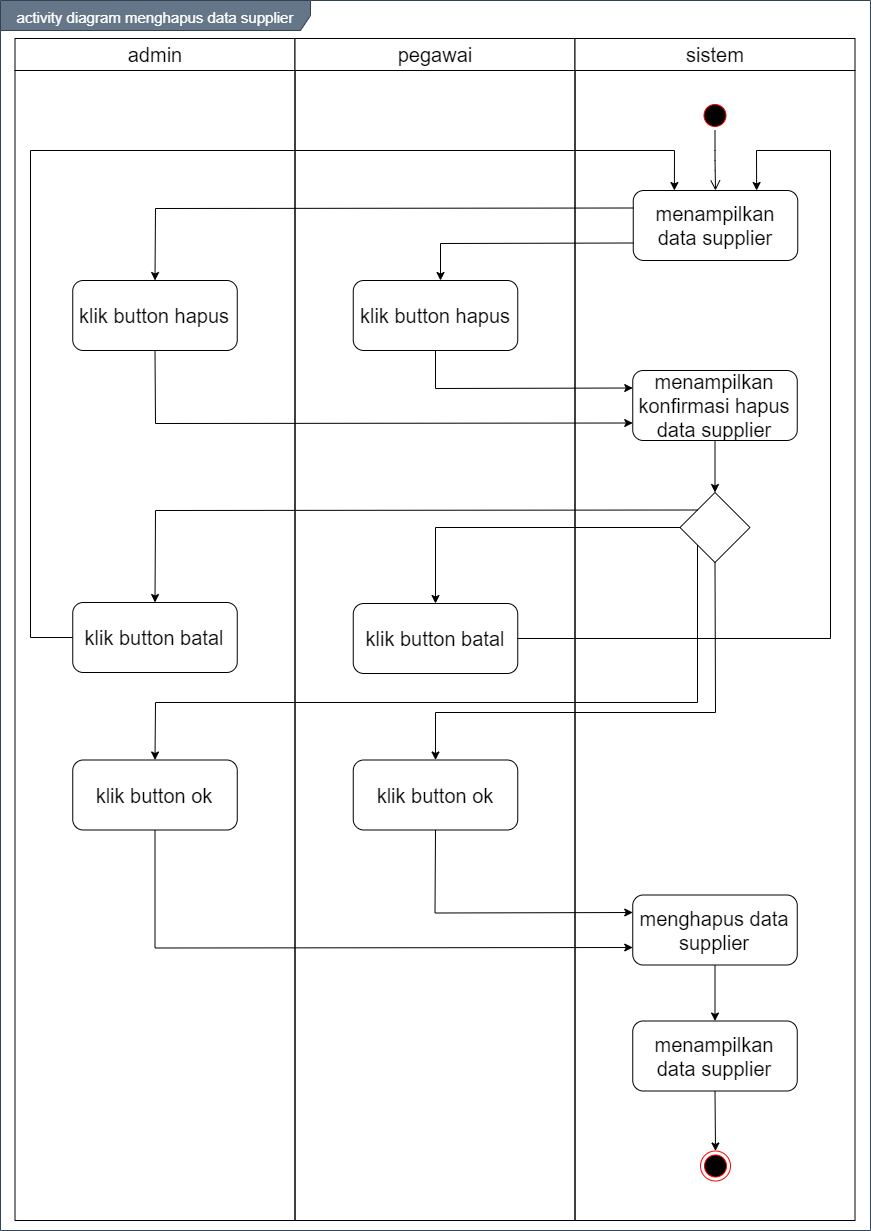 activity diagram menghapus data supplier
admin
pegawai
sistem
menampilkan
data supplier
klik button hapus
klik button hapus
menampilkan
konfirmasi hapus
data supplier
klik button batal
klik button batal
klik button ok
klik button ok
menghapus data
supplier
menampilkan
data supplier